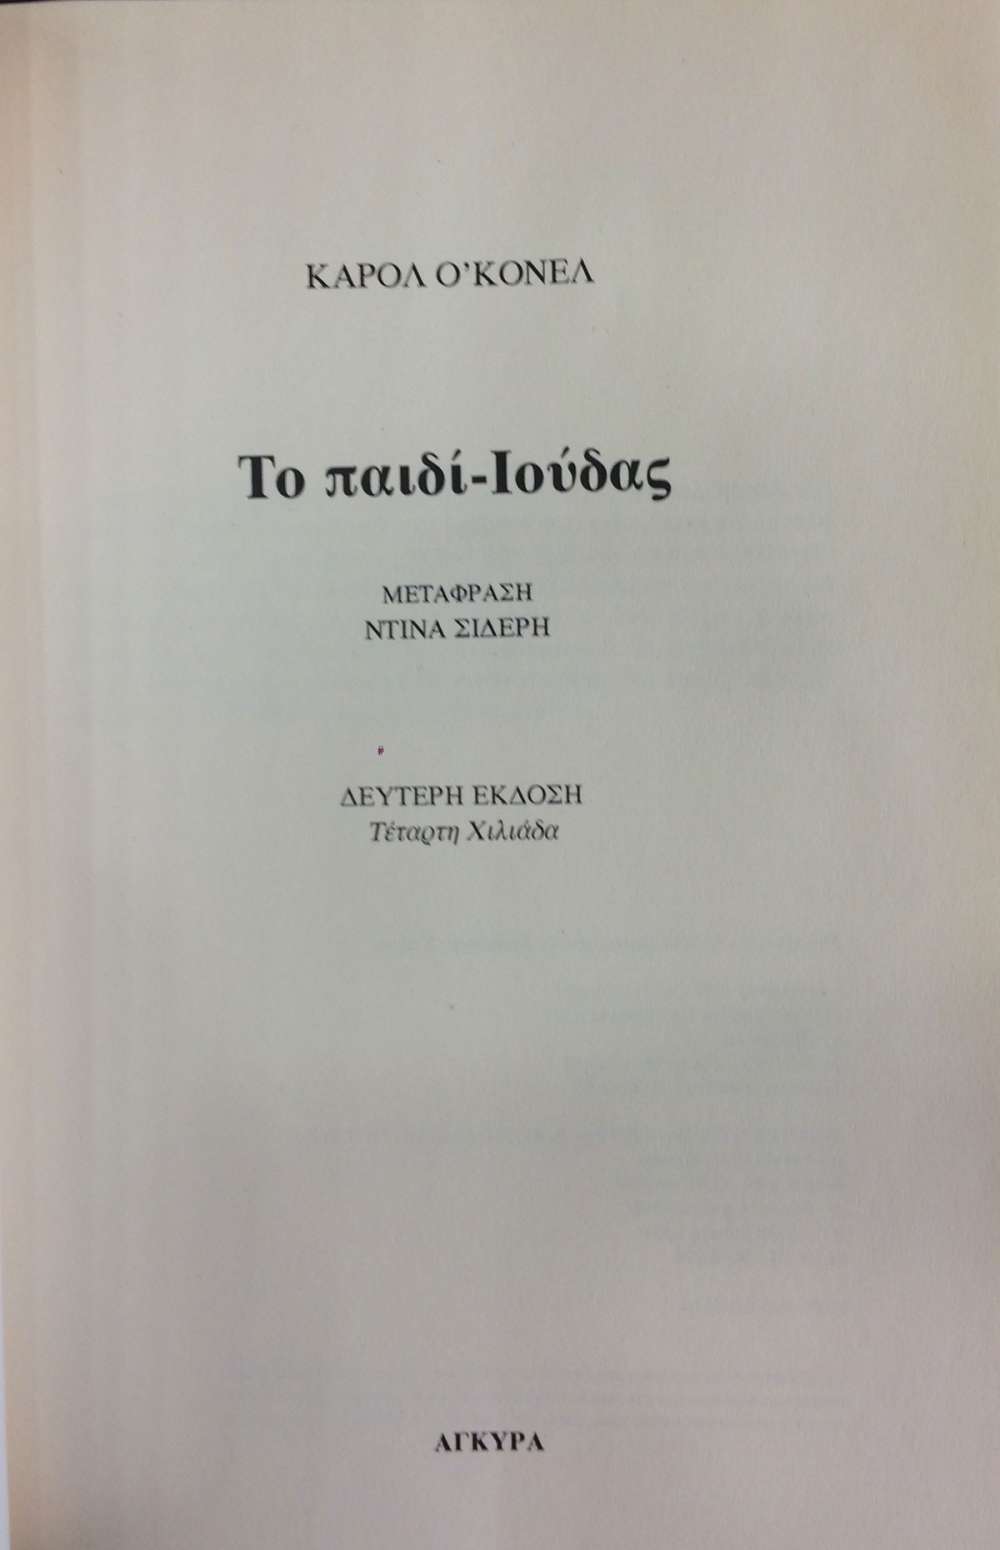 ΚΑΡΟΛ Ο'ΚΟΝΕΛ
Το παιδί-Ιούδας
ΜΕΤΑΦΡΑΣΗ
ΝΤΙΝΑ ΣΙΔΕΡΗ
ΔΕΥΤΕΡΗ ΕΚΔΟΣΗ
Τέταρτη Χιλιάδα
ΑΓΚΥΡΑ